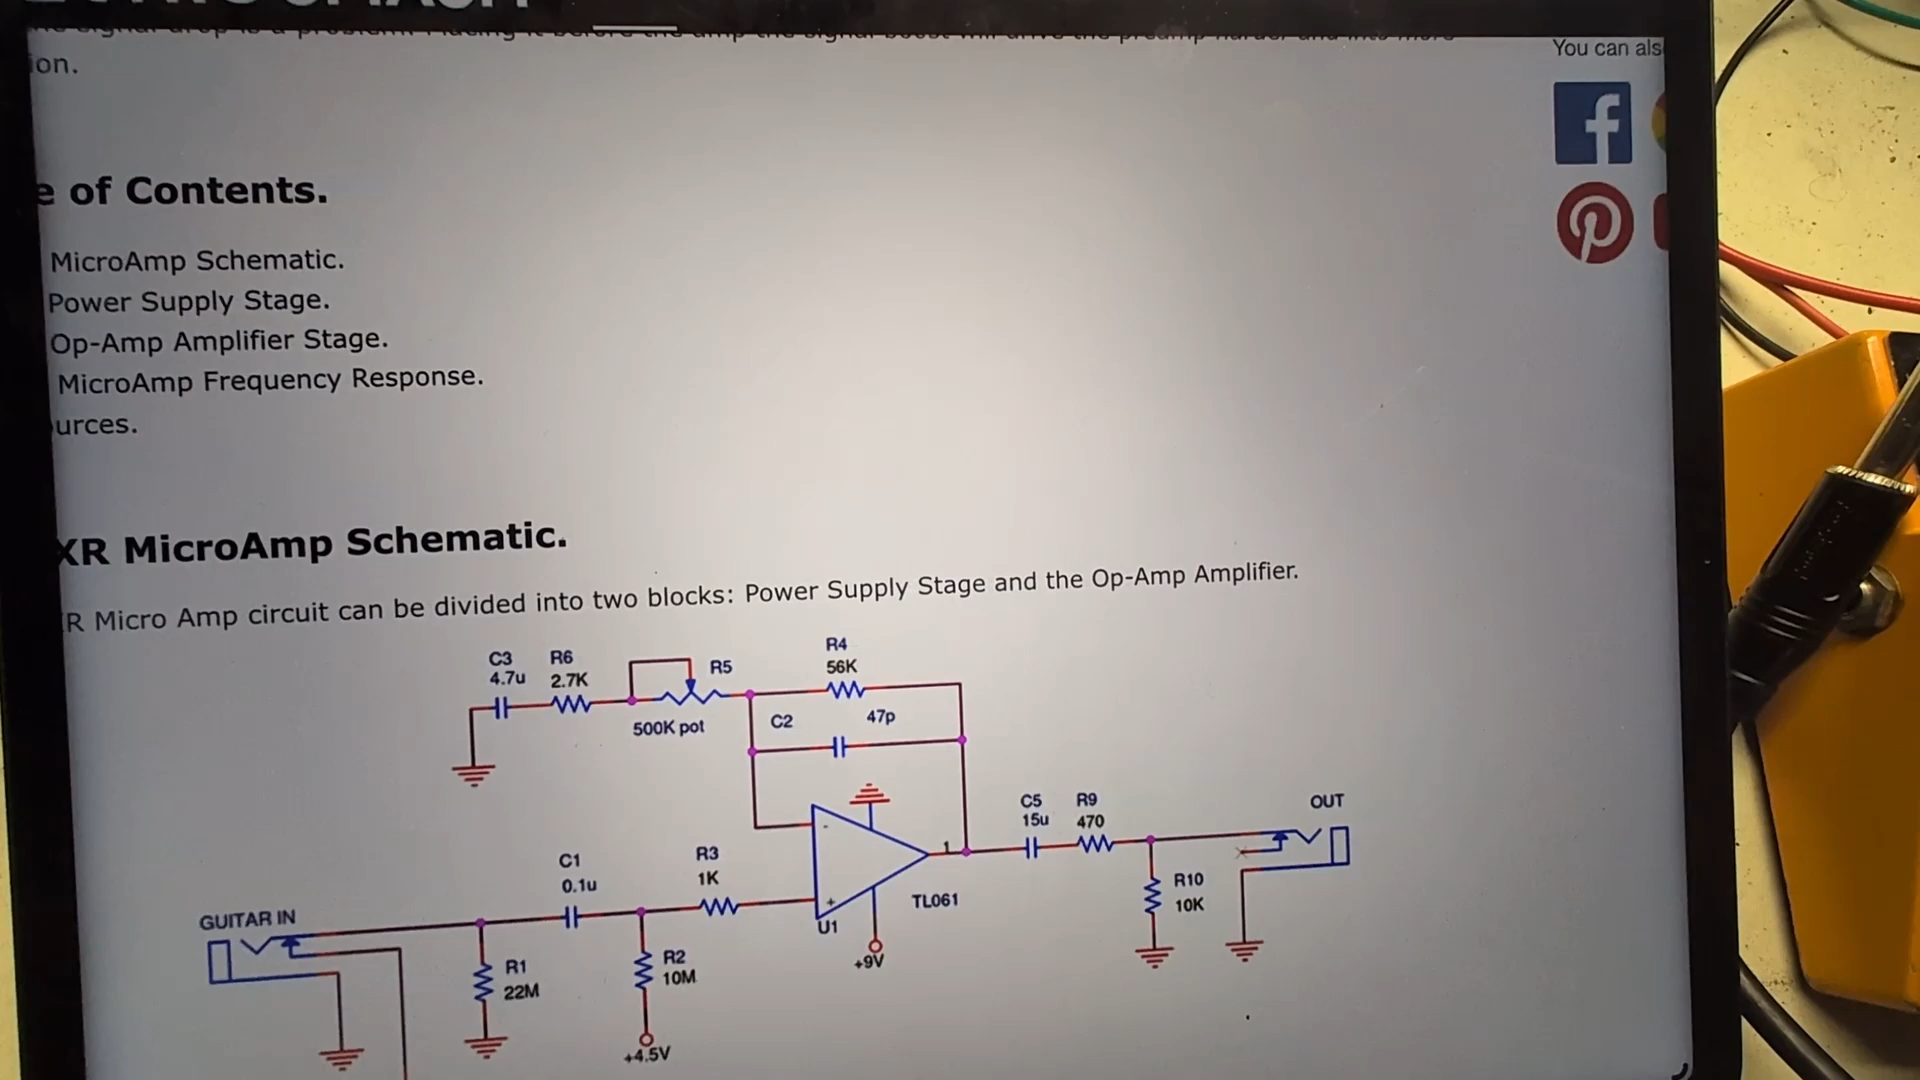 ion.
You can als
e of Contents.
MicroAmp Schematic.
Power Supply Stage.
Op-Amp Amplifier Stage.
MicroAmp Frequency Response.
urces.
XR MicroAmp Schematic.
R Micro Amp circuit can be divided into two blocks: Power Supply Stage and the Op-Amp Amplifier.
C3
4.7u
R6
2.7K
R5
500K pot
R4
56K
C2
47p
C5
15u
R9
470
OUT
GUITAR IN
C1
0.1u
R3
1K
-
+
1
U1
TL061
+9V
R1
22M
R2
10M
+4.5V
R10
10K